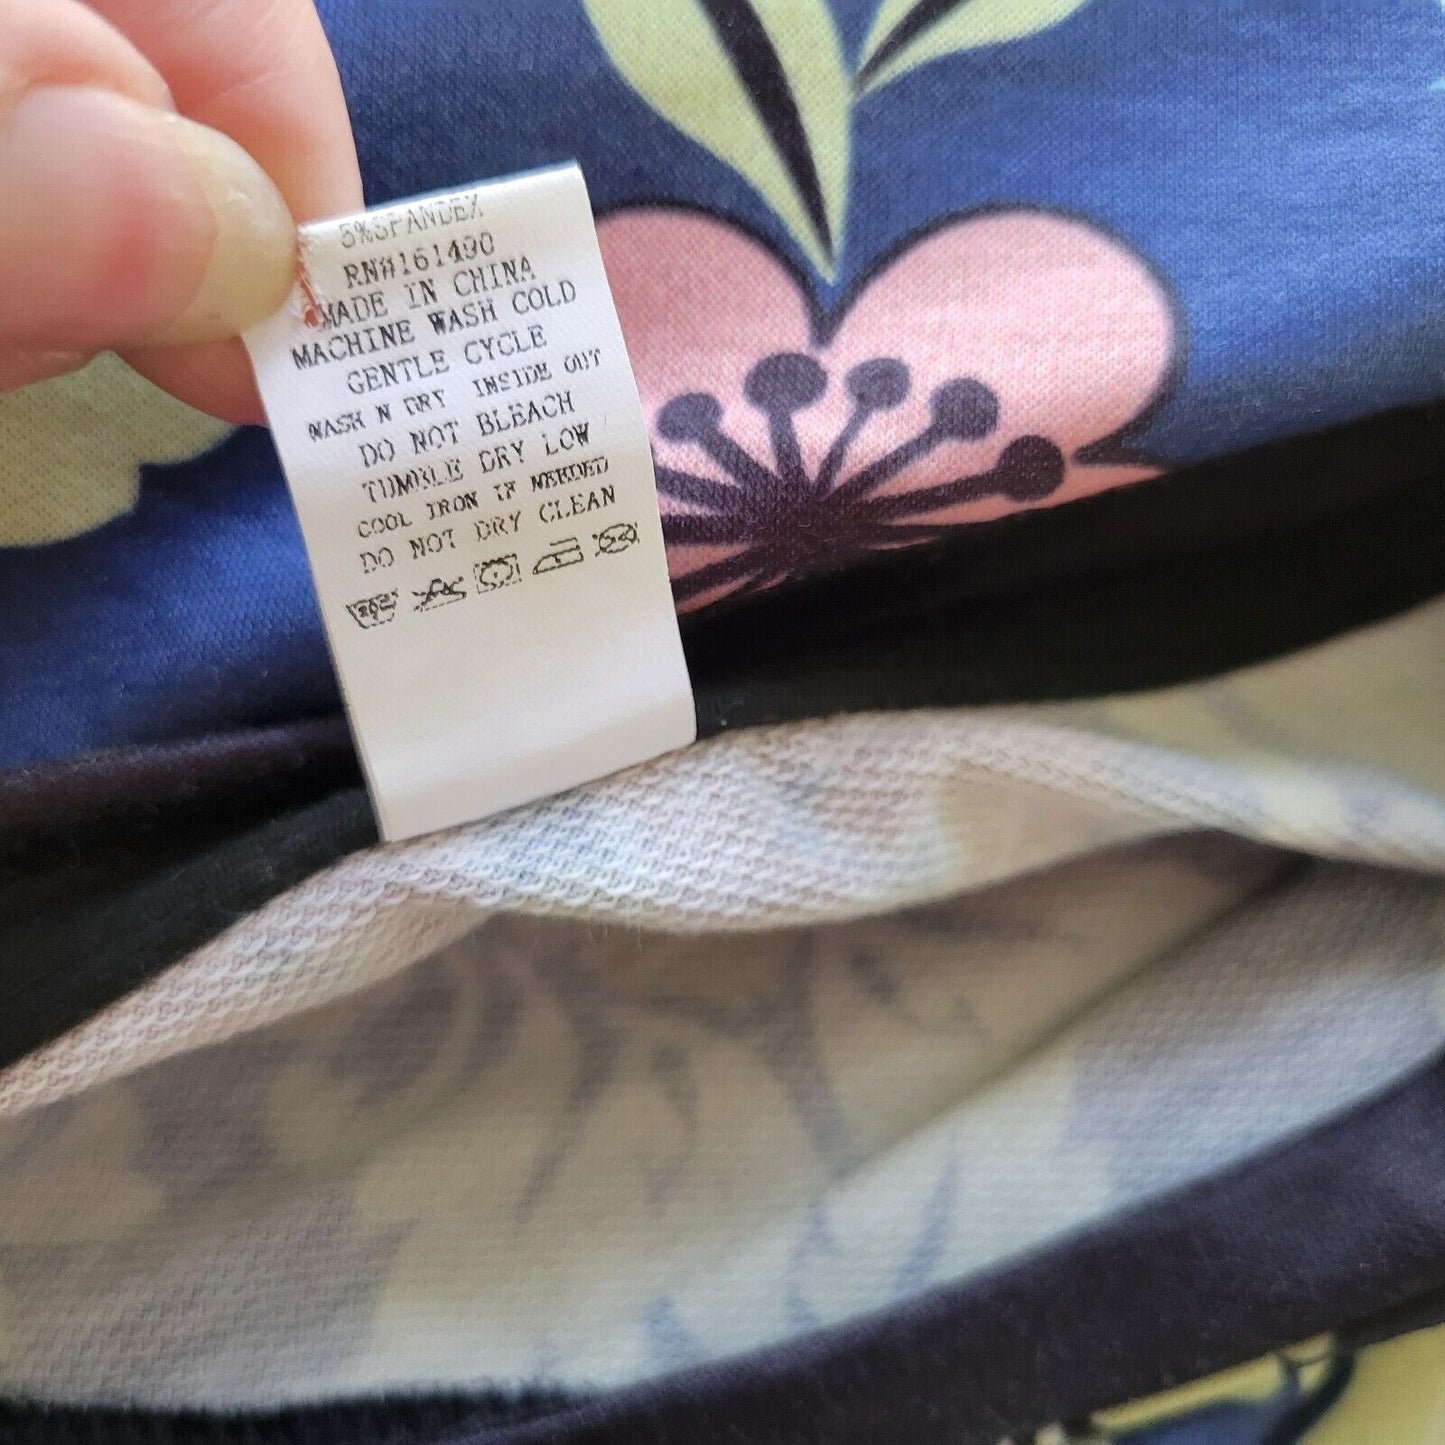 5%SPANDEX
RN#161490
MADE IN CHINA
MACHINE WASH COLD
GENTLE CYCLE
WASH N DRY INSIDE OUT
DO NOT BLEACH
TUMBLE DRY LOW
COOL IRON IF NEEDED
DO NOT DRY CLEAN